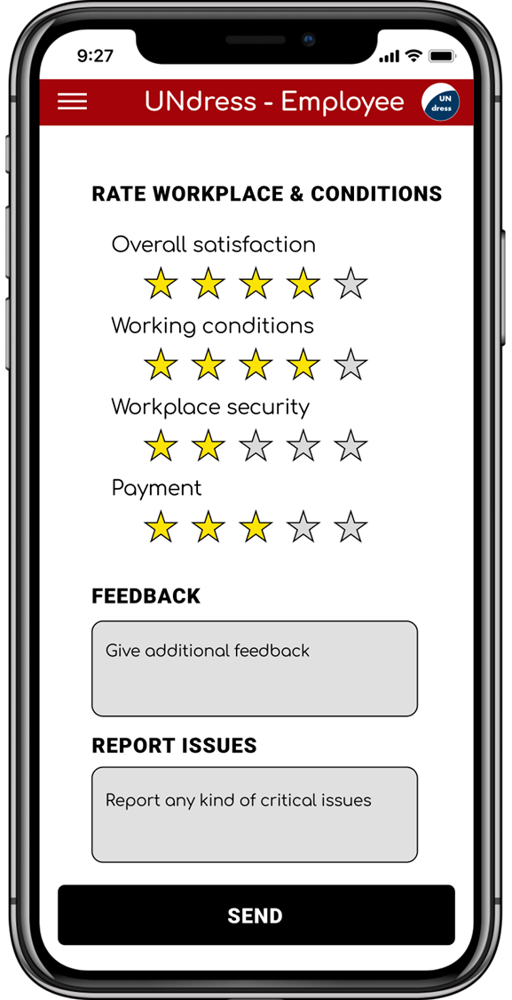 9:27
UNdress - Employee
UN
dress
RATE WORKPLACE & CONDITIONS
Overall satisfaction
Working conditions
Workplace security
Payment
FEEDBACK
Give additional feedback
REPORT ISSUES
Report any kind of critical issues
SEND